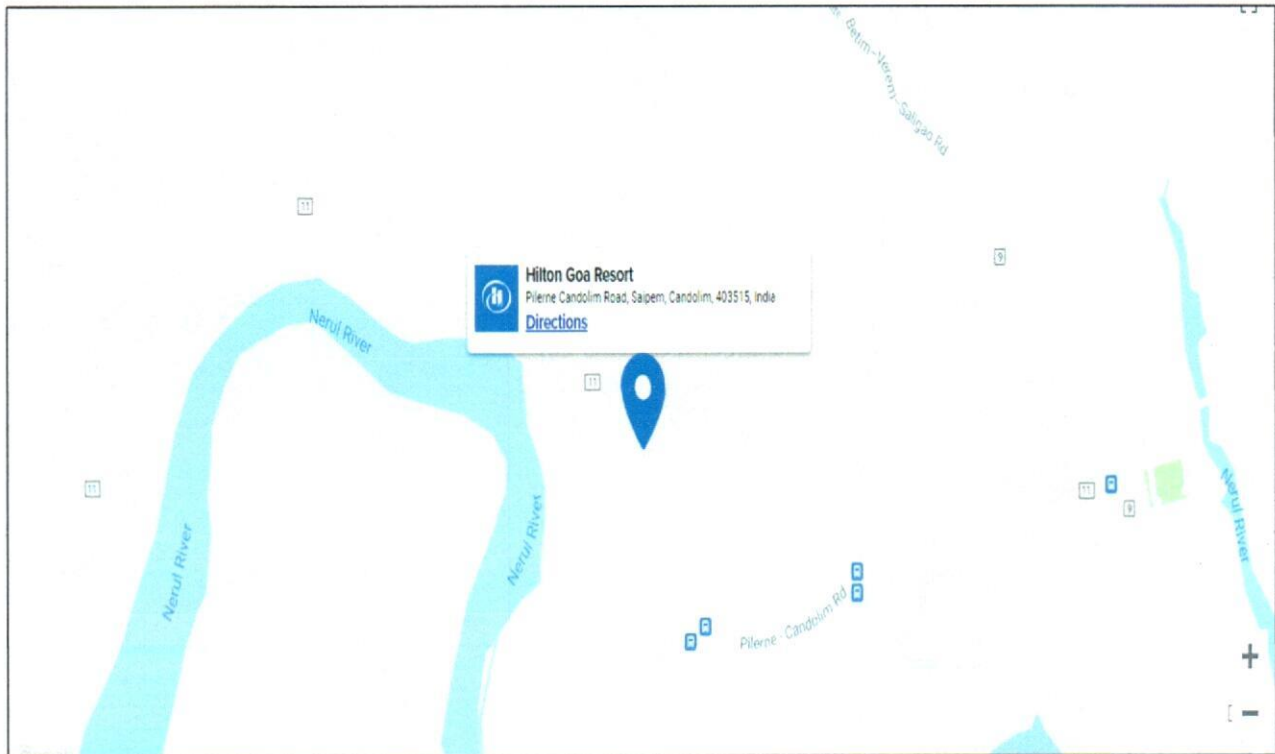 Betim-Verem-Saligao Rd
11
9
Hilton Goa Resort
Pilerne Candolim Road, Saipem, Candolim, 403515, India
Directions
Nerul River
11
11
11
9
Nerul River
Nerul River
Nerul River
Pilerne-Candolim Rd
+
−